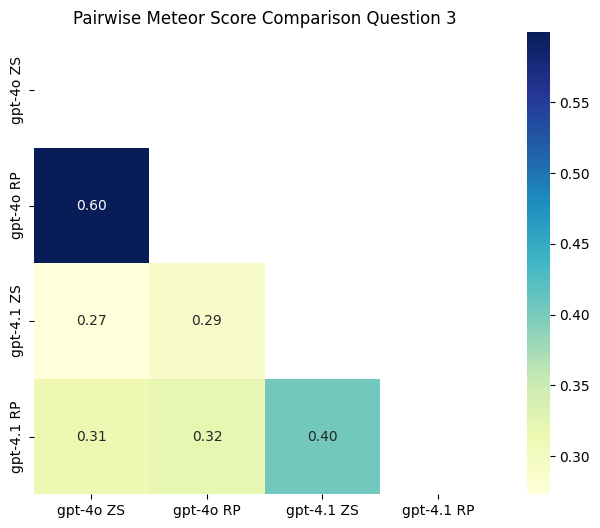 Pairwise Meteor Score Comparison Question 3
gpt-4o ZS
gpt-4o RP
0.60
gpt-4.1 ZS
0.27 0.29
gpt-4.1 RP
0.31 0.32 0.40
gpt-4o ZS gpt-4o RP gpt-4.1 ZS gpt-4.1 RP
0.55
0.50
0.45
0.40
0.35
0.30